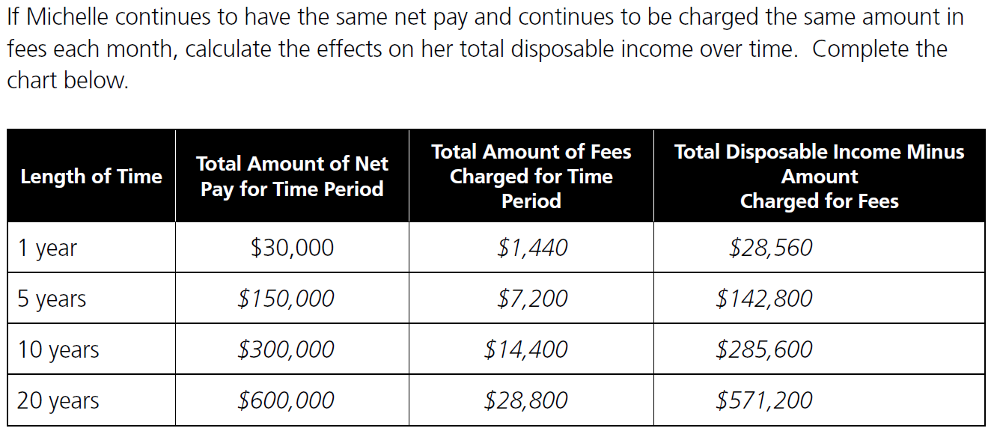 If Michelle continues to have the same net pay and continues to be charged the same amount in
fees each month, calculate the effects on her total disposable income over time.  Complete the
chart below.
Length of Time
Total Amount of Net
Pay for Time Period
Total Amount of Fees
Charged for Time
Period
Total Disposable Income Minus
Amount
Charged for Fees
1 year $30,000 $1,440 $28,560
5 years $150,000 $7,200 $142,800
10 years $300,000 $14,400 $285,600
20 years $600,000 $28,800 $571,200